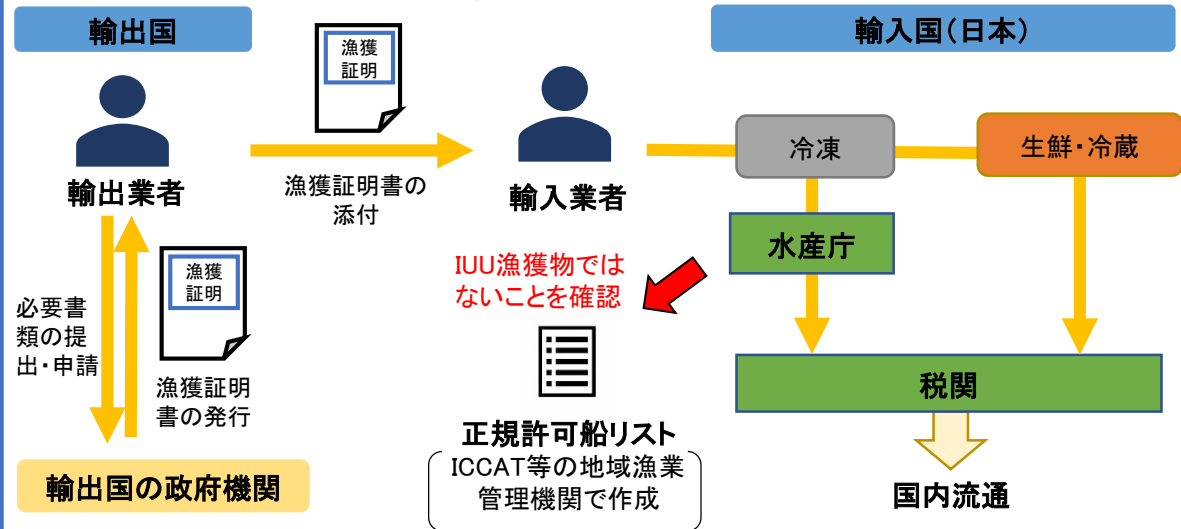 輸出国
輸入国(日本)
漁獲
証明
冷凍
生鮮・冷蔵
輸出業者
漁獲証明書の
添付
輸入業者
水産庁
漁獲
証明
IUU漁獲物では
ないことを確認
必要書
類の提
出・申請
漁獲証明
書の発行
税関
正規許可船リスト
ICCAT等の地域漁業
管理機関で作成
輸出国の政府機関
国内流通